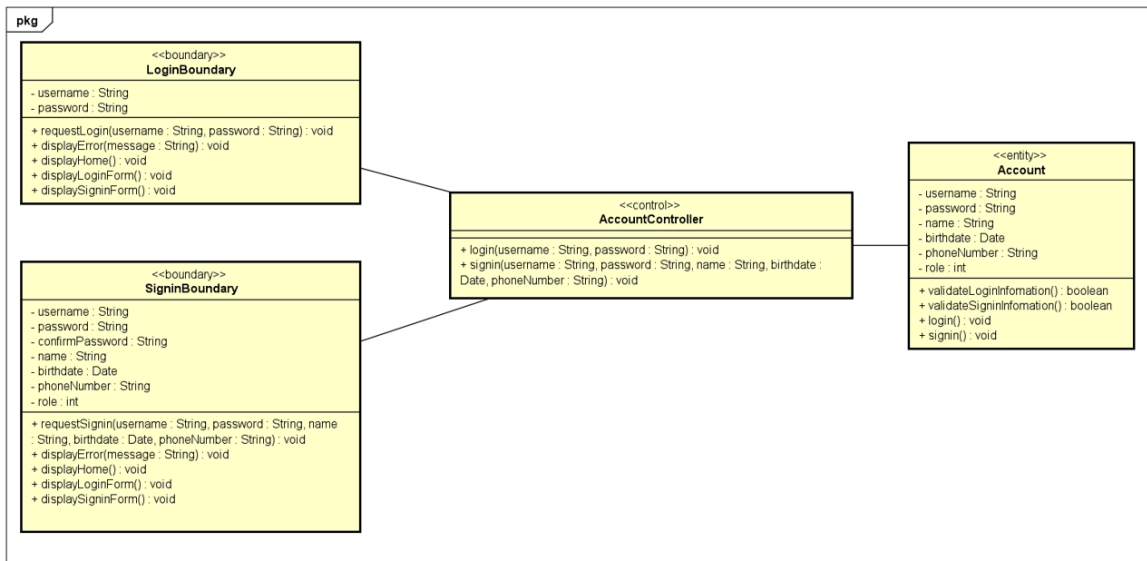 pkg
<<boundary>>
LoginBoundary
- username : String
- password : String
+ requestLogin(username : String, password : String) : void
+ displayError(message : String) : void
+ displayHome() : void
+ displayLoginForm() : void
+ displaySigninForm() : void
<<boundary>>
SigninBoundary
- username : String
- password : String
- confirmPassword : String
- name : String
- birthdate : Date
- phoneNumber : String
- role : int
+ requestSignin(username : String, password : String, name
: String, birthdate : Date, phoneNumber : String) : void
+ displayError(message : String) : void
+ displayHome() : void
+ displayLoginForm() : void
+ displaySigninForm() : void
<<control>>
AccountController
+ login(username : String, password : String) : void
+ signin(username : String, password : String, name : String, birthdate :
Date, phoneNumber : String) : void
<<entity>>
Account
- username : String
- password : String
- name : String
- birthdate : Date
- phoneNumber : String
- role : int
+ validateLoginInfomation() : boolean
+ validateSigninInfomation() : boolean
+ login() : void
+ signin() : void